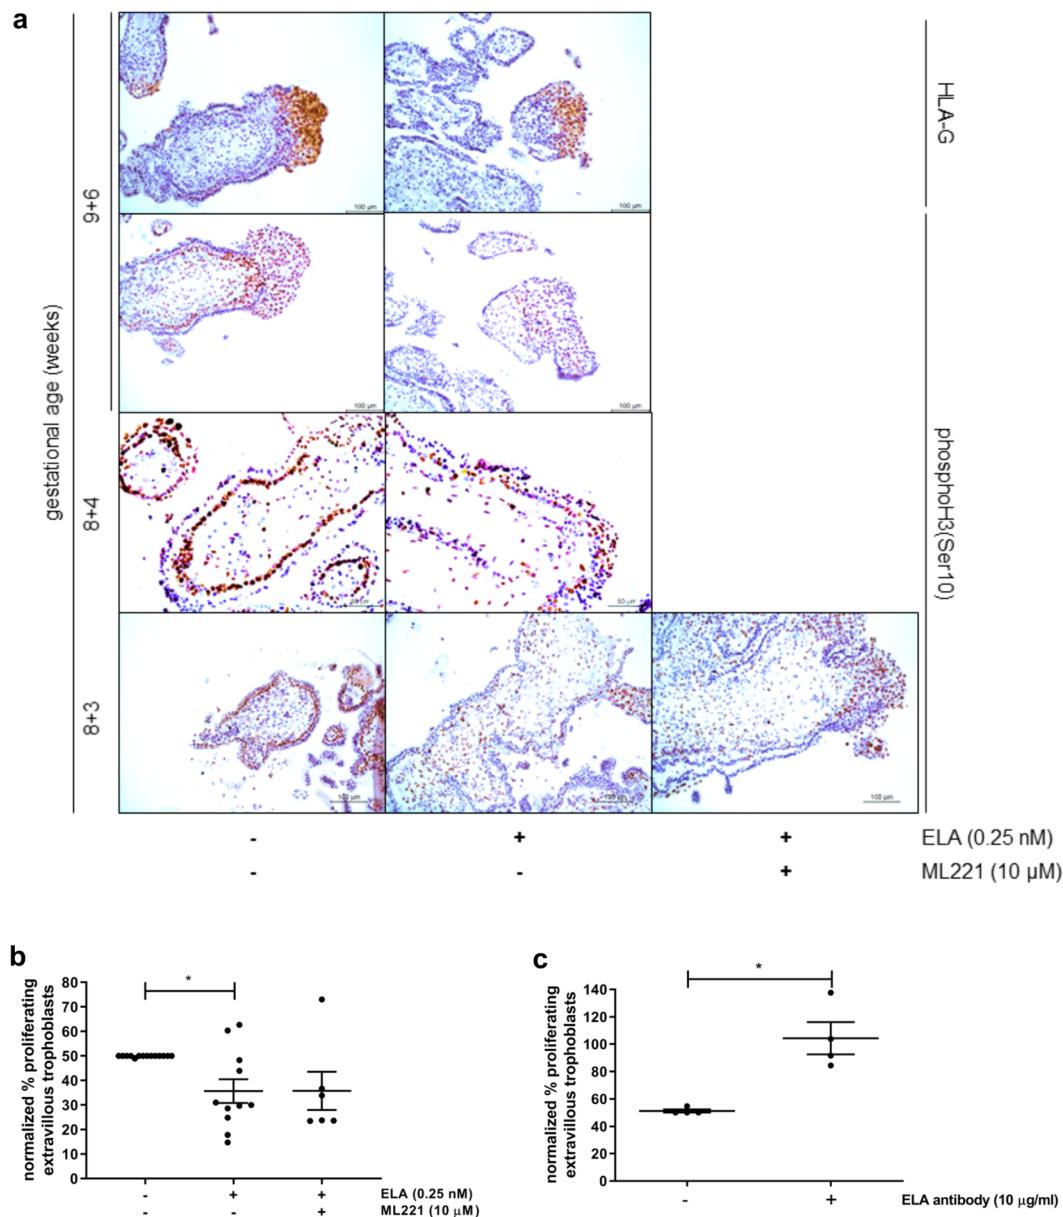 a
gestational age (weeks)
9+6
8+4
8+3
HLA-G
phosphoH3(Ser10)
100 µm
100 µm
100 µm
100 µm
50 µm
50 µm
100 µm
100 µm
100 µm
- + + ELA (0.25 nM)
- - + ML221 (10 µM)
b
normalized % proliferating
extravillous trophoblasts
80
70
60
50
40
30
20
10
0
*
- + + ELA (0.25 nM)
- - + ML221 (10 µM)
c
normalized % proliferating
extravillous trophoblasts
140
120
100
80
60
40
20
0
*
- + ELA antibody (10 µg/ml)